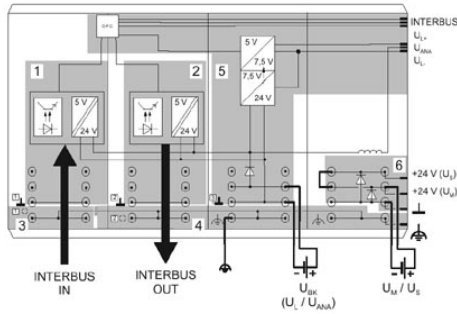 OPC
INTERBUS
U_L+
U_ANA
U_L-
1
2
5
5 V
7,5 V
7,5 V
24 V
5 V
24 V
5 V
24 V
6
+24 V (U_S)
+24 V (U_M)
3
4
- +
- +
INTERBUS
IN
INTERBUS
OUT
U_BK
(U_L / U_ANA)
U_M / U_S